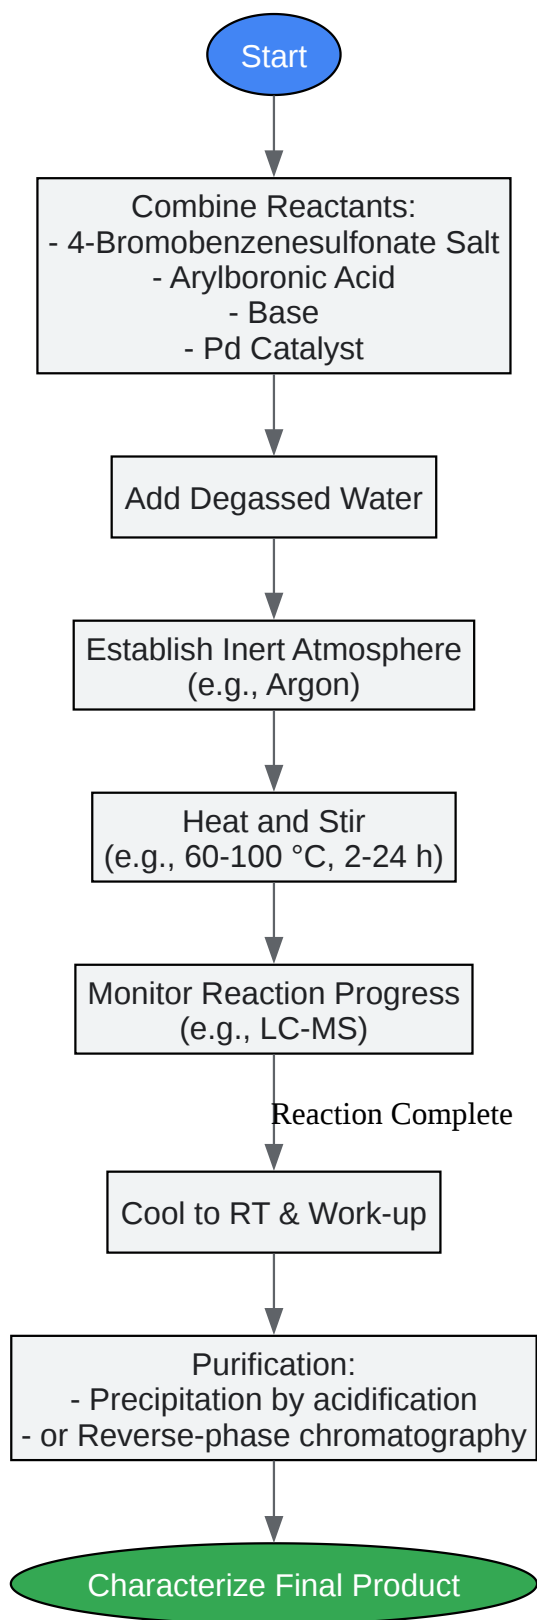 Start
Combine Reactants:
- 4-Bromobenzenesulfonate Salt
- Arylboronic Acid
- Base
- Pd Catalyst
Add Degassed Water
Establish Inert Atmosphere
(e.g., Argon)
Heat and Stir
(e.g., 60-100 °C, 2-24 h)
Monitor Reaction Progress
(e.g., LC-MS)
Reaction Complete
Cool to RT & Work-up
Purification:
- Precipitation by acidification
- or Reverse-phase chromatography
Characterize Final Product